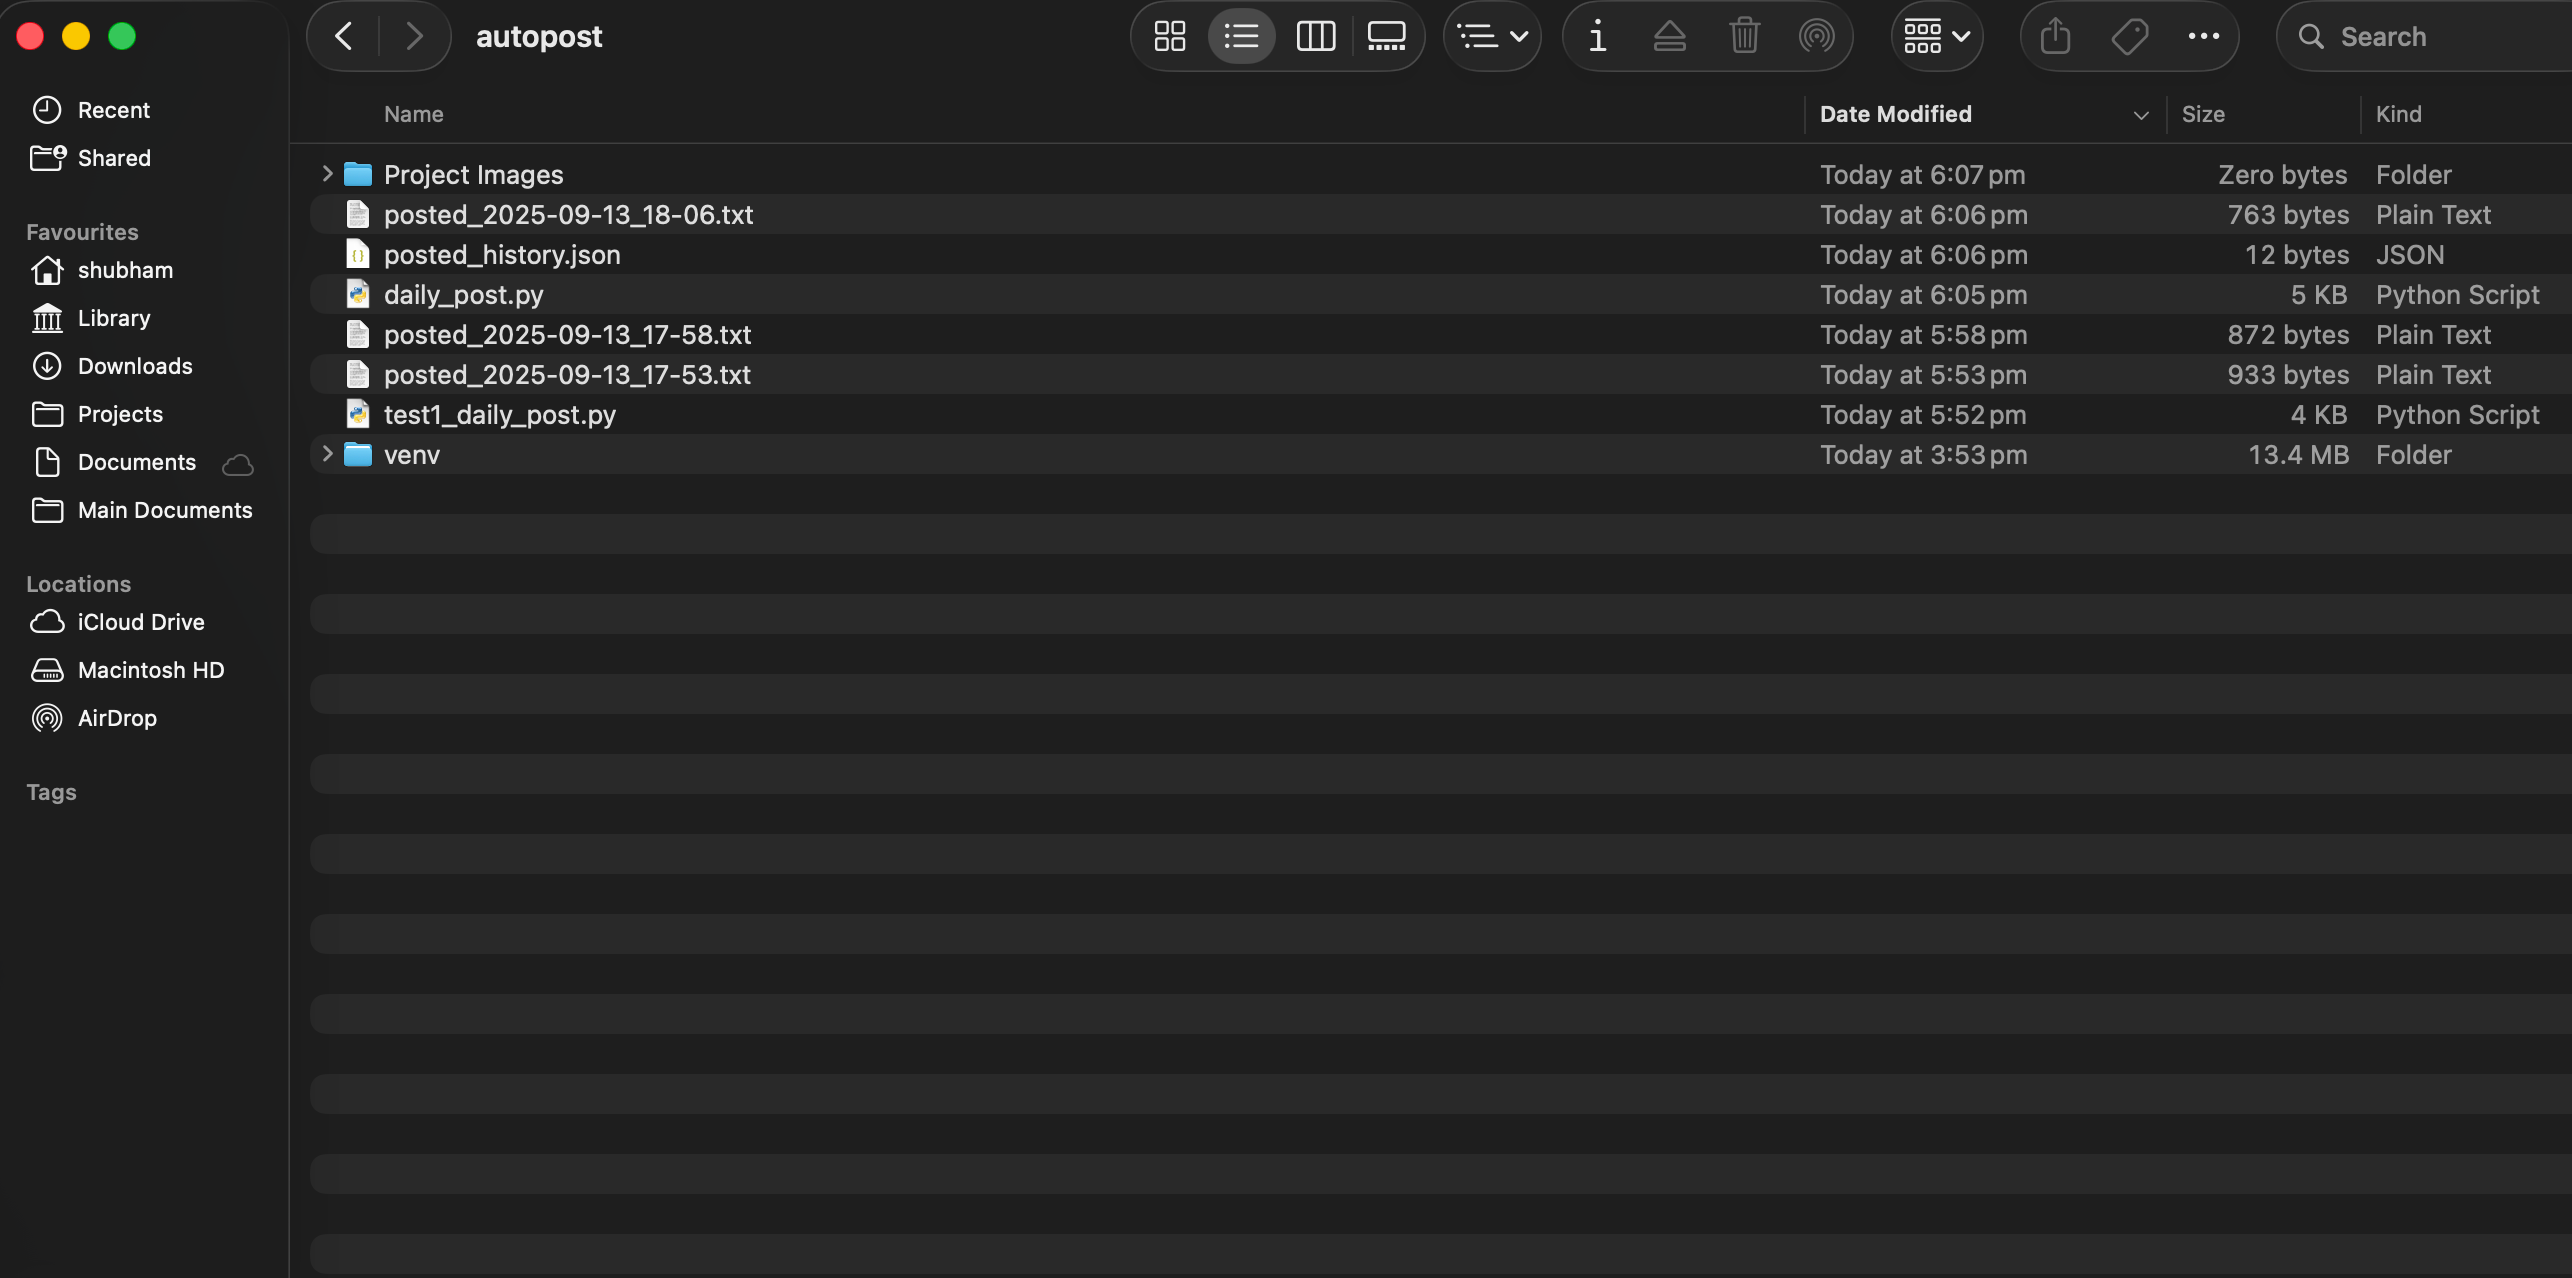 autopost
Search
Recent
Shared
Favourites
shubham
Library
Downloads
Projects
Documents
Main Documents
Locations
iCloud Drive
Macintosh HD
AirDrop
Tags
Name Date Modified Size Kind
Project Images Today at 6:07 pm Zero bytes Folder
posted_2025-09-13_18-06.txt Today at 6:06 pm 763 bytes Plain Text
posted_history.json Today at 6:06 pm 12 bytes JSON
daily_post.py Today at 6:05 pm 5 KB Python Script
posted_2025-09-13_17-58.txt Today at 5:58 pm 872 bytes Plain Text
posted_2025-09-13_17-53.txt Today at 5:53 pm 933 bytes Plain Text
test1_daily_post.py Today at 5:52 pm 4 KB Python Script
venv Today at 3:53 pm 13.4 MB Folder